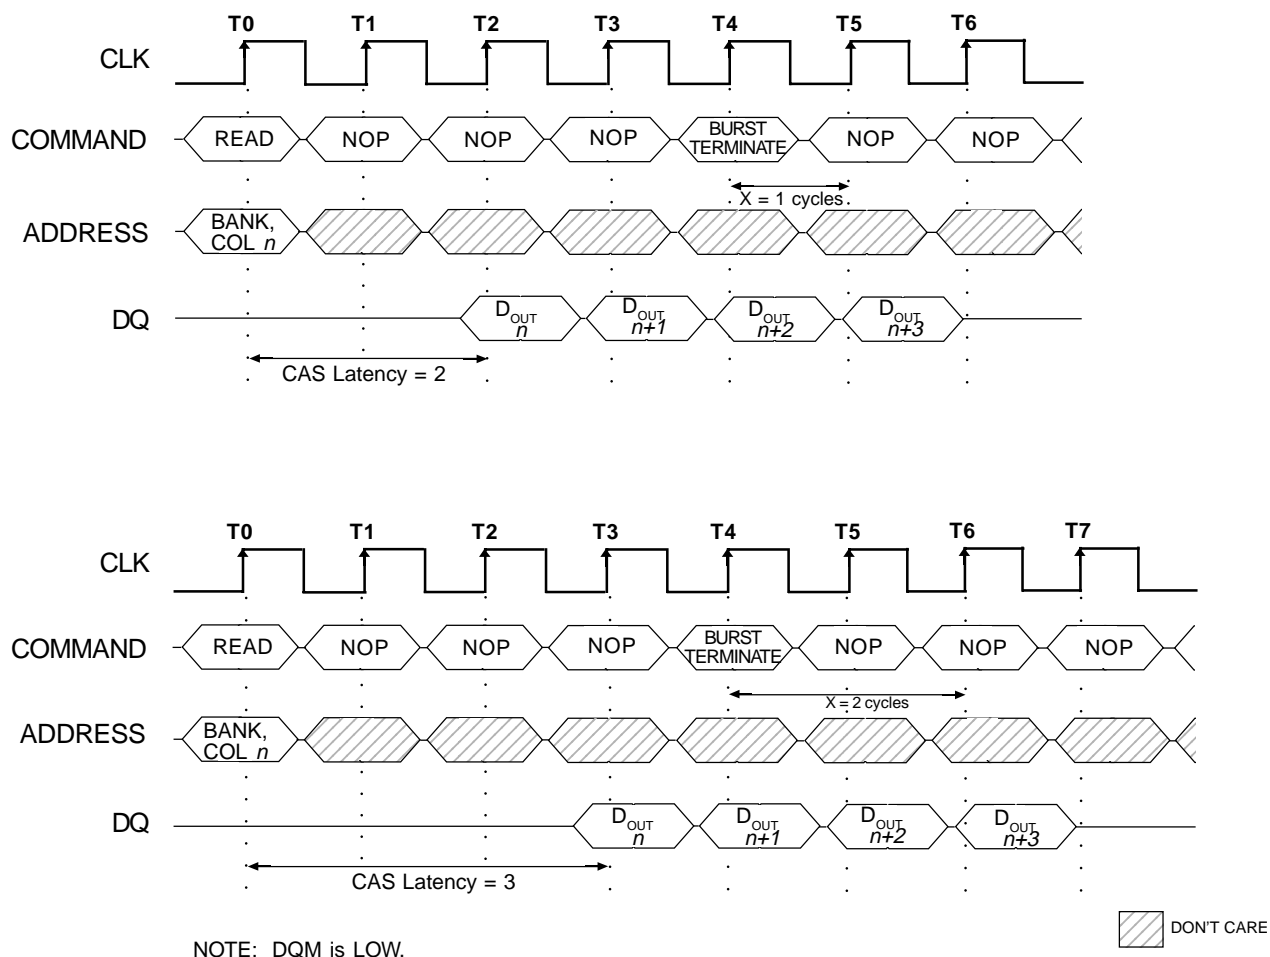 T0 T1 T2 T3 T4 T5 T6
CLK
COMMAND READ NOP NOP NOP BURST TERMINATE NOP NOP
X = 1 cycles
ADDRESS BANK, COL n
DQ DOUT n DOUT n+1 DOUT n+2 DOUT n+3
CAS Latency = 2
T0 T1 T2 T3 T4 T5 T6 T7
CLK
COMMAND READ NOP NOP NOP BURST TERMINATE NOP NOP NOP
X = 2 cycles
ADDRESS BANK, COL n
DQ DOUT n DOUT n+1 DOUT n+2 DOUT n+3
CAS Latency = 3
DON'T CARE
NOTE: DQM is LOW.